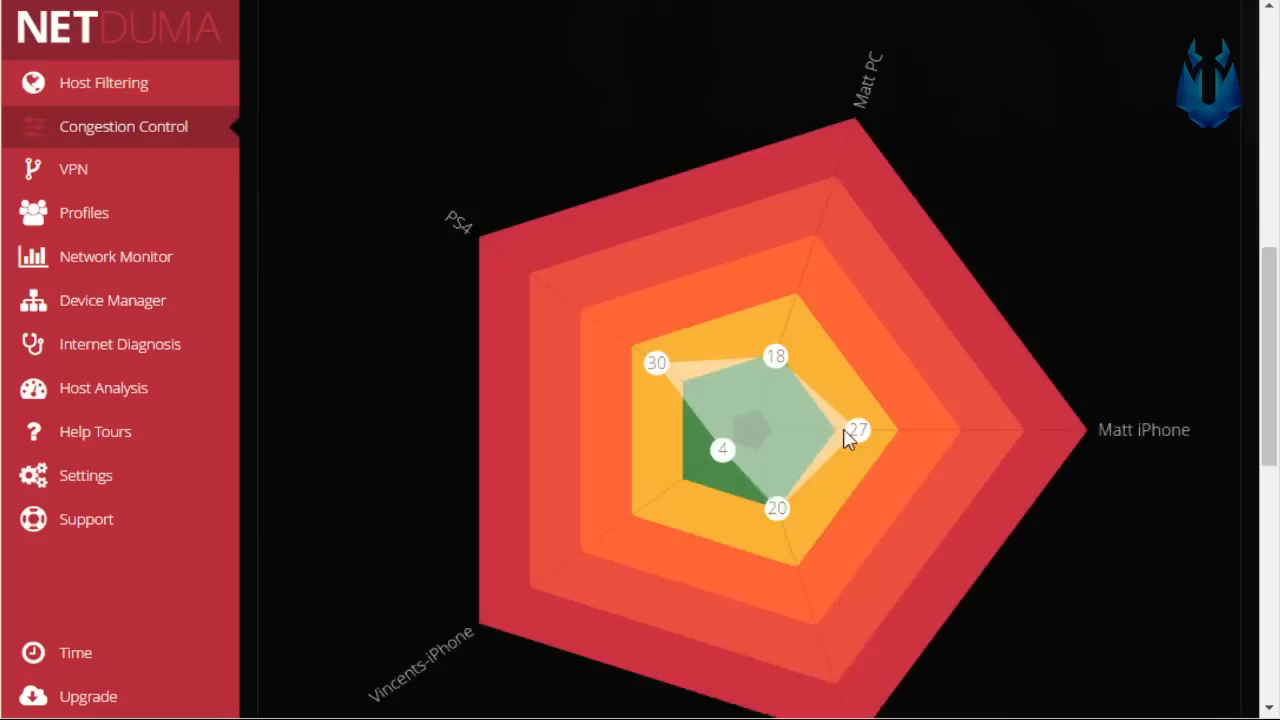 NETDUMA
Host Filtering
Congestion Control
VPN
Profiles
Network Monitor
Device Manager
Internet Diagnosis
Host Analysis
Help Tours
Settings
Support
Time
Upgrade
Matt PC
PS4
30
18
27
Matt iPhone
4
20
Vincents-iPhone